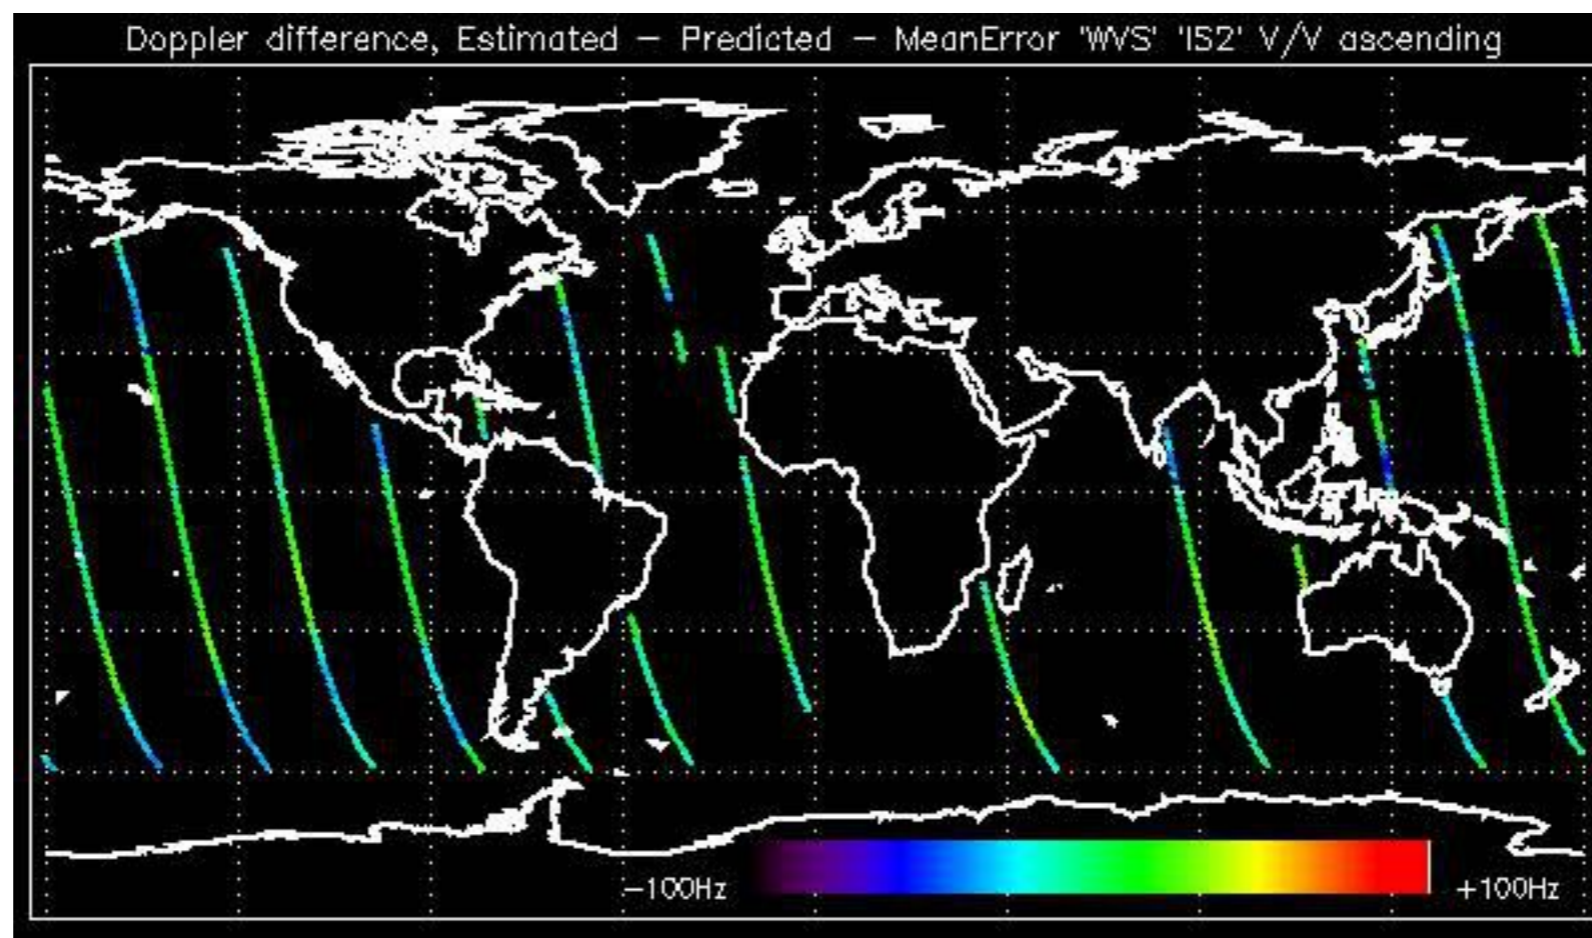 Doppler difference, Estimated – Predicted – MeanError 'WVS' 'IS2' V/V ascending
−100Hz
+100Hz